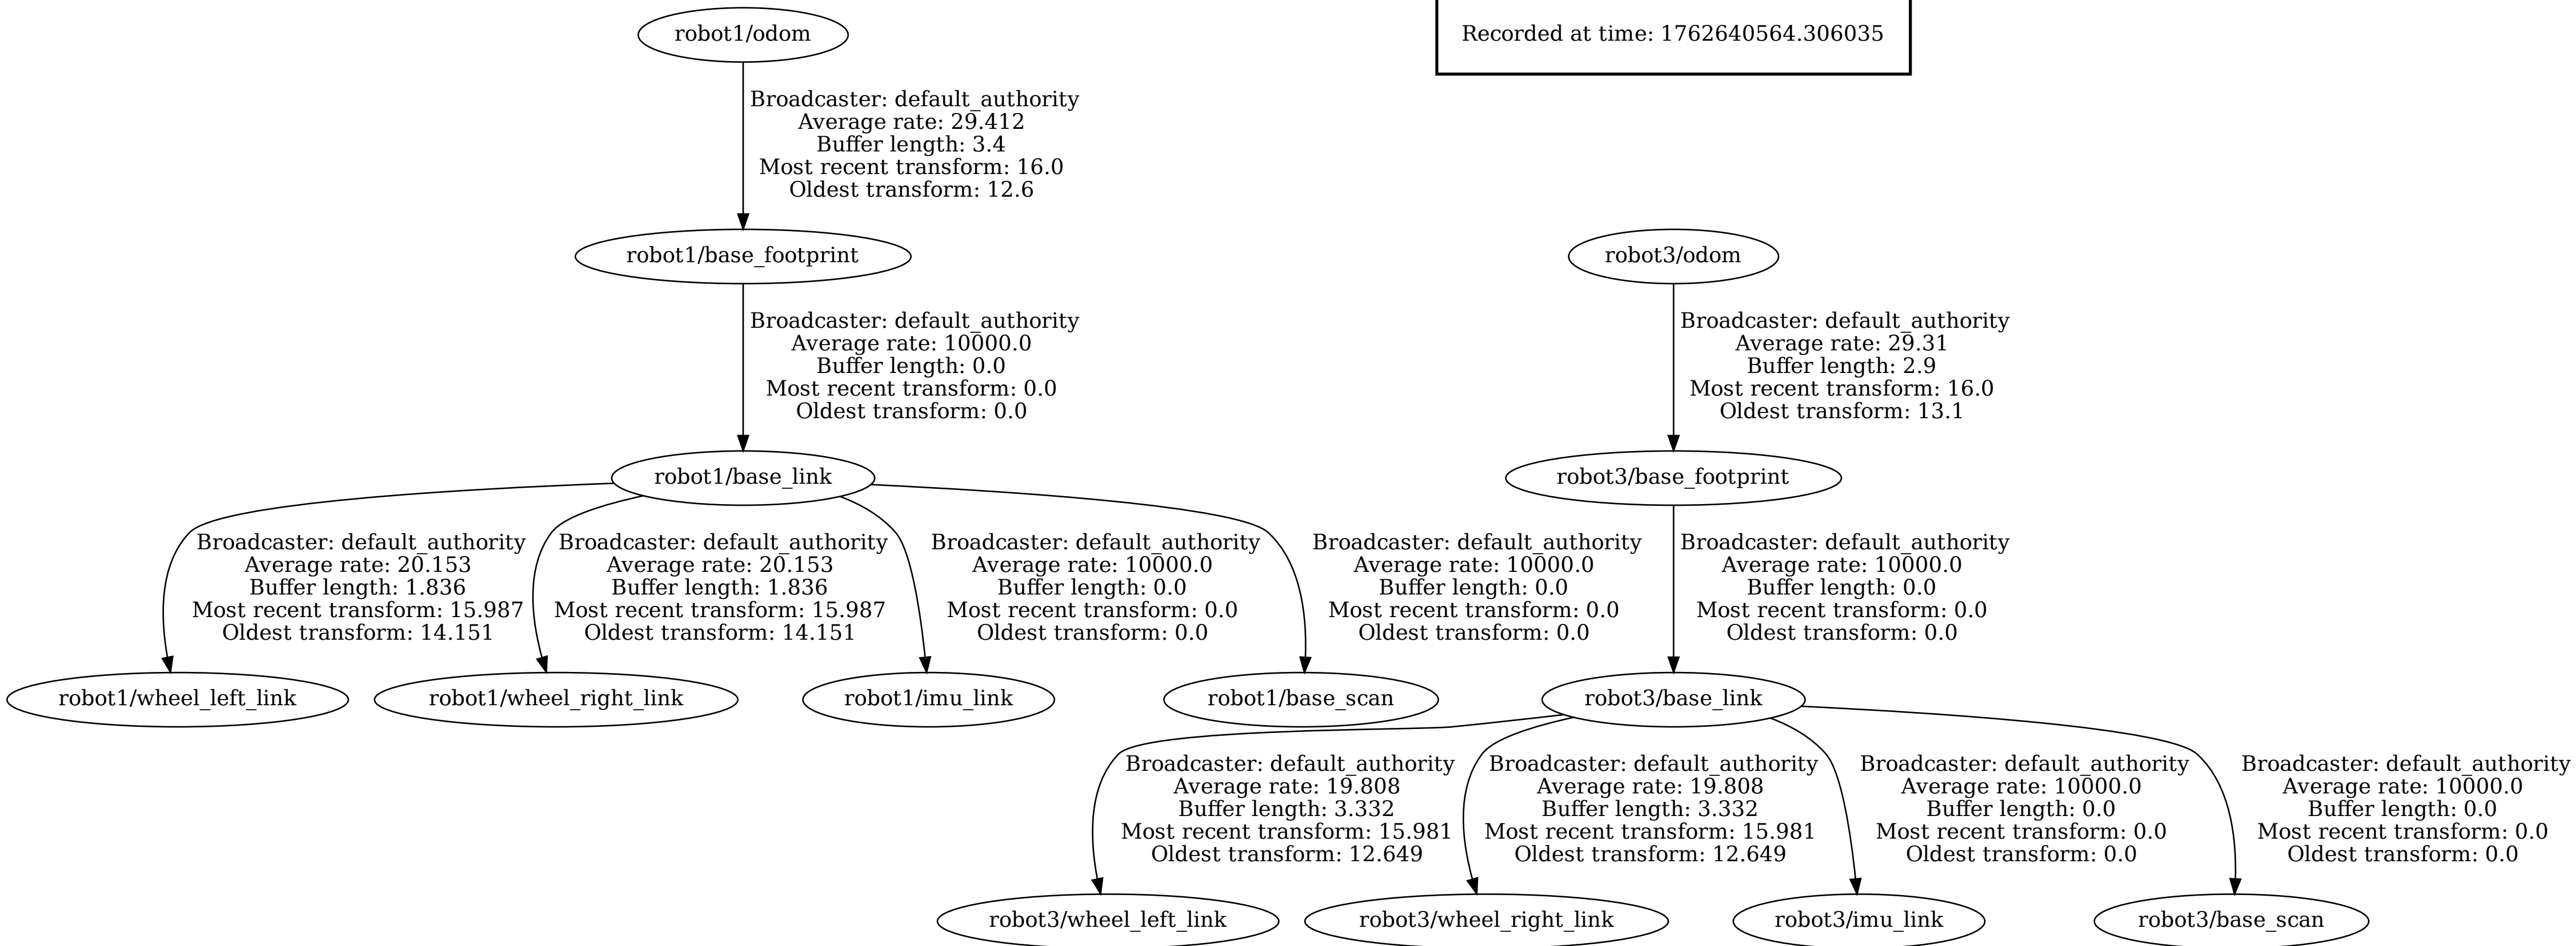 robot1/odom
Recorded at time: 1762640564.306035
Broadcaster: default_authority
Average rate: 29.412
Buffer length: 3.4
Most recent transform: 16.0
Oldest transform: 12.6
robot1/base_footprint
robot3/odom
Broadcaster: default_authority
Average rate: 10000.0
Buffer length: 0.0
Most recent transform: 0.0
Oldest transform: 0.0
Broadcaster: default_authority
Average rate: 29.31
Buffer length: 2.9
Most recent transform: 16.0
Oldest transform: 13.1
robot1/base_link
robot3/base_footprint
Broadcaster: default_authority
Average rate: 20.153
Buffer length: 1.836
Most recent transform: 15.987
Oldest transform: 14.151
Broadcaster: default_authority
Average rate: 20.153
Buffer length: 1.836
Most recent transform: 15.987
Oldest transform: 14.151
Broadcaster: default_authority
Average rate: 10000.0
Buffer length: 0.0
Most recent transform: 0.0
Oldest transform: 0.0
Broadcaster: default_authority
Average rate: 10000.0
Buffer length: 0.0
Most recent transform: 0.0
Oldest transform: 0.0
Broadcaster: default_authority
Average rate: 10000.0
Buffer length: 0.0
Most recent transform: 0.0
Oldest transform: 0.0
robot1/wheel_left_link
robot1/wheel_right_link
robot1/imu_link
robot1/base_scan
robot3/base_link
Broadcaster: default_authority
Average rate: 19.808
Buffer length: 3.332
Most recent transform: 15.981
Oldest transform: 12.649
Broadcaster: default_authority
Average rate: 19.808
Buffer length: 3.332
Most recent transform: 15.981
Oldest transform: 12.649
Broadcaster: default_authority
Average rate: 10000.0
Buffer length: 0.0
Most recent transform: 0.0
Oldest transform: 0.0
Broadcaster: default_authority
Average rate: 10000.0
Buffer length: 0.0
Most recent transform: 0.0
Oldest transform: 0.0
robot3/wheel_left_link
robot3/wheel_right_link
robot3/imu_link
robot3/base_scan